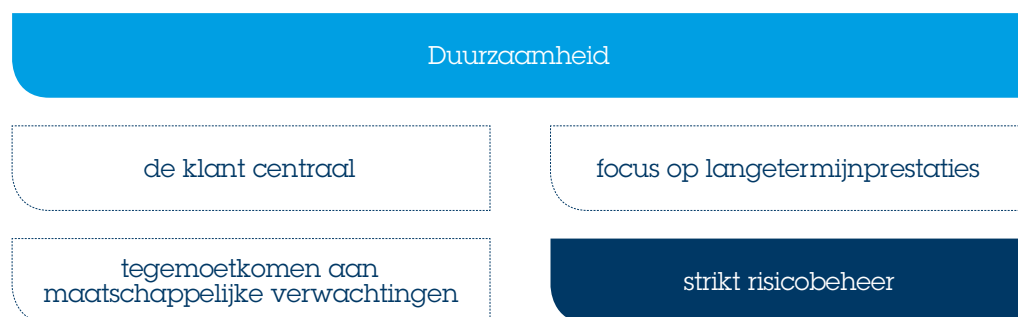 Duurzaamheid
de klant centraal
focus op langetermijnprestaties
tegemoetkomen aan
maatschappelijke verwachtingen
strikt risicobeheer